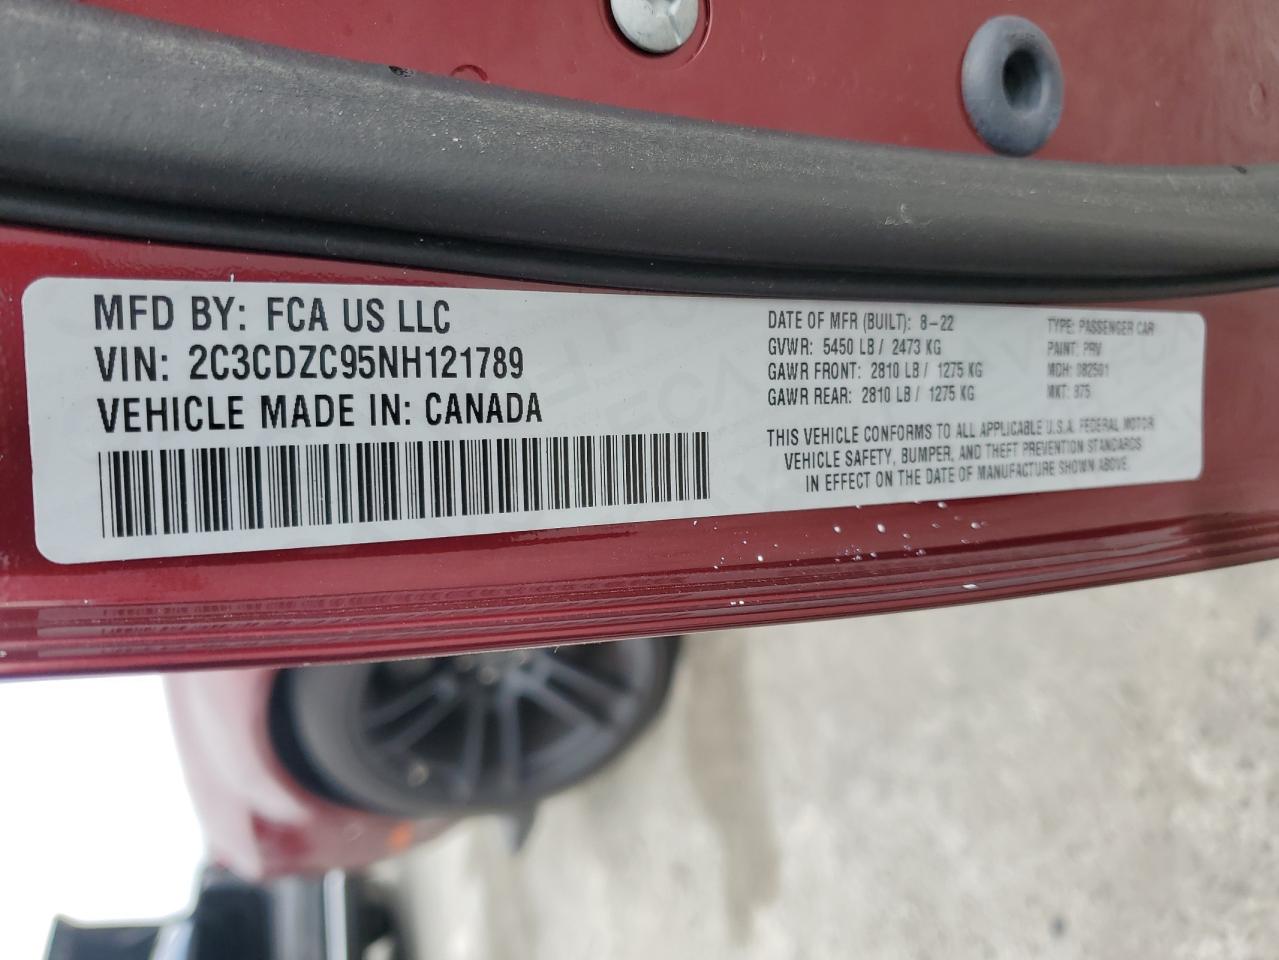 MFD BY: FCA US LLC
VIN: 2C3CDZC95NH121789
VEHICLE MADE IN: CANADA
DATE OF MFR (BUILT): 8-22
GVWR: 5450 LB / 2473 KG
GAWR FRONT: 2810 LB / 1275 KG
GAWR REAR: 2810 LB / 1275 KG
TYPE: PASSENGER CAR
PAINT: PRV
MDH: 082501
MKT: 875
THIS VEHICLE CONFORMS TO ALL APPLICABLE U.S.A. FEDERAL MOTOR
VEHICLE SAFETY, BUMPER, AND THEFT PREVENTION STANDARDS
IN EFFECT ON THE DATE OF MANUFACTURE SHOWN ABOVE.